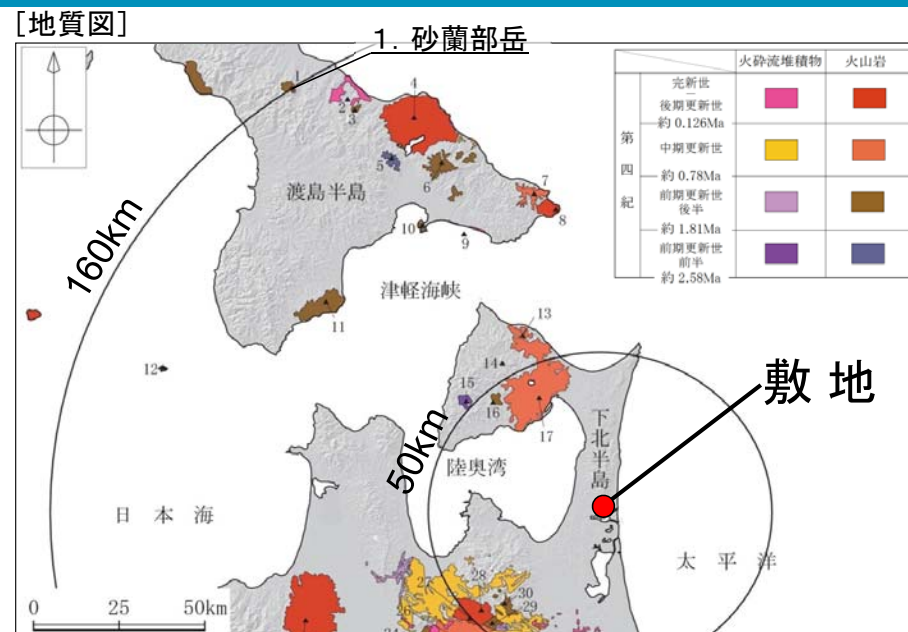 [地質図]
1. 砂蘭部岳
火砕流堆積物 火山岩
第四紀
完新世
|
後期更新世
約 0.126Ma
中期更新世
約 0.78Ma
前期更新世
後半
約 1.81Ma
前期更新世
前半
約 2.58Ma
1
2
3
4
5
6
7
8
9
10
11
渡島半島
160km
津軽海峡
12
13
14
15
16
17
敷地
下北半島
50km
陸奥湾
日本海
太平洋
27
28
30
29
26
24
0 25 50km